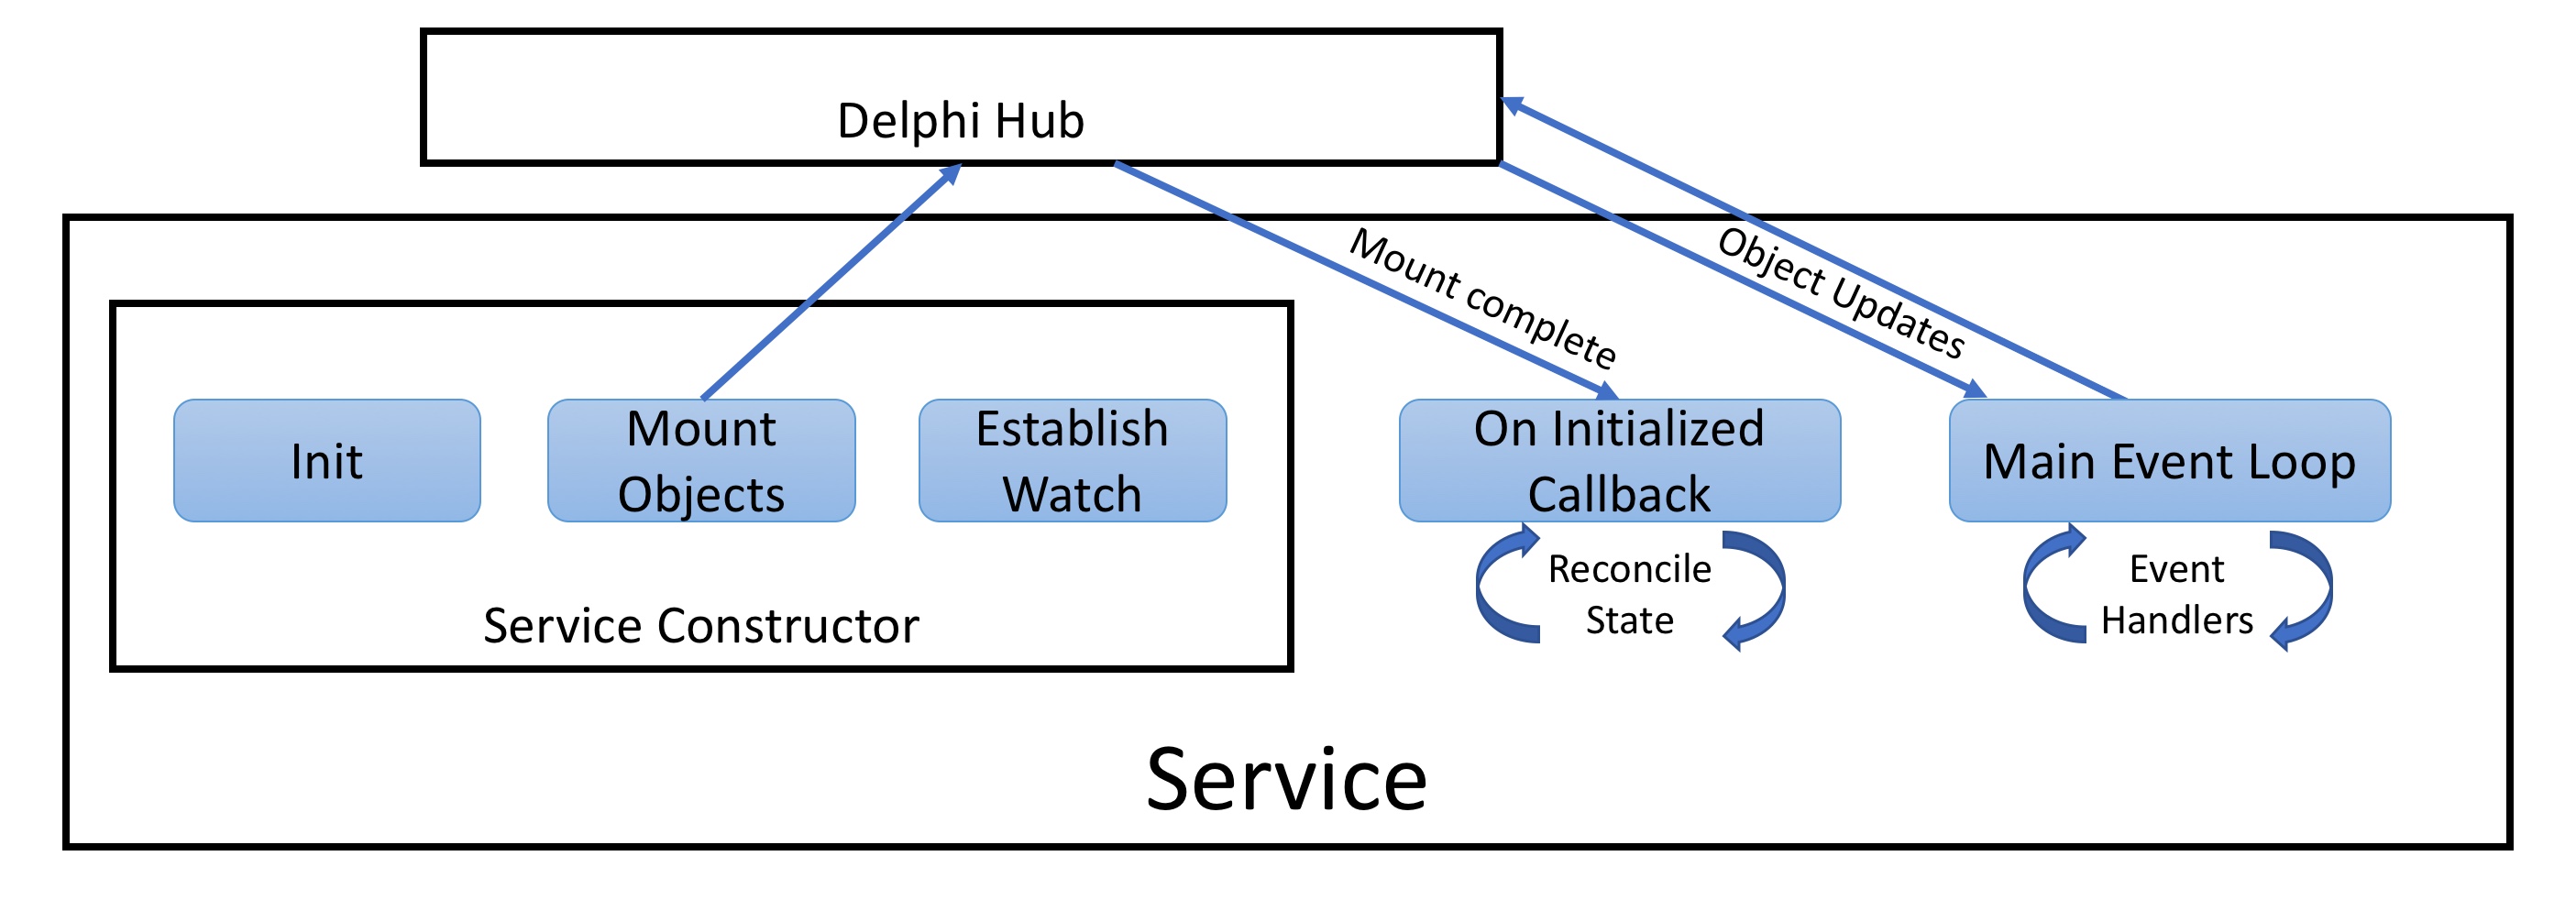 Delphi Hub
Mount complete
Object Updates
Init
Mount
Objects
Establish
Watch
On Initialized
Callback
Main Event Loop
Reconcile
State
Event
Handlers
Service Constructor
Service